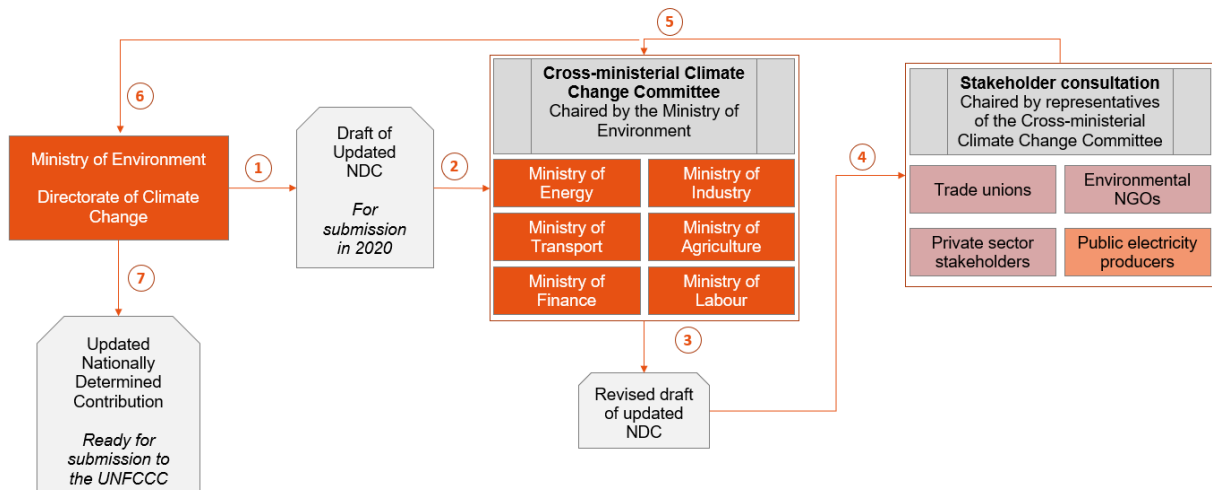 5
6
Ministry of Environment
Directorate of Climate
Change
1
Draft of
Updated
NDC
For
submission
in 2020
2
Cross-ministerial Climate
Change Committee
Chaired by the Ministry of
Environment
Ministry of
Energy
Ministry of
Industry
Ministry of
Transport
Ministry of
Agriculture
Ministry of
Finance
Ministry of
Labour
3
Revised draft
of updated
NDC
4
Stakeholder consultation
Chaired by representatives
of the Cross-ministerial
Climate Change Committee
Trade unions
Environmental
NGOs
Private sector
stakeholders
Public electricity
producers
7
Updated
Nationally
Determined
Contribution
Ready for
submission to
the UNFCCC